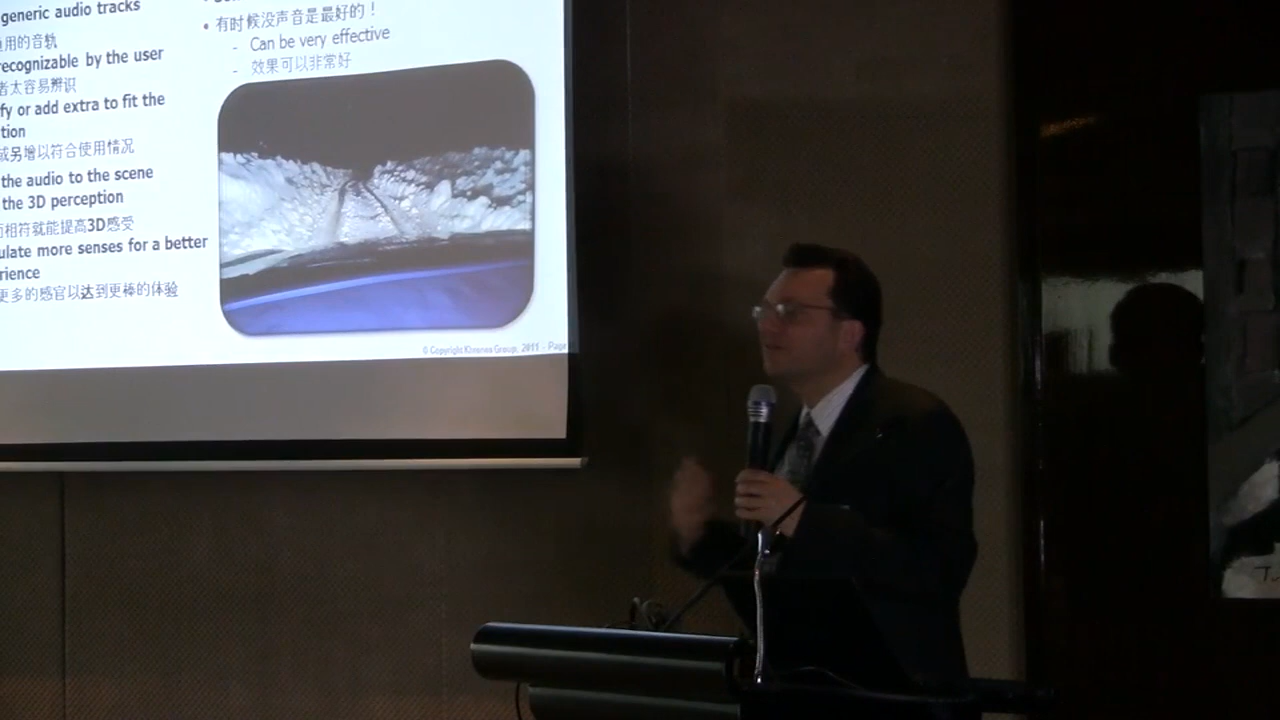 generic audio tracks
用的音轨
recognizable by the user
者太容易辨识
fy or add extra to fit the
tion
或另增以符合使用情况
the audio to the scene
the 3D perception
相符就能提高3D感受
ulate more senses for a better
rience
更多的感官以达到更棒的体验
• 有时候没声音是最好的！
- Can be very effective
- 效果可以非常好
© Copyright Group, 2011 - Page